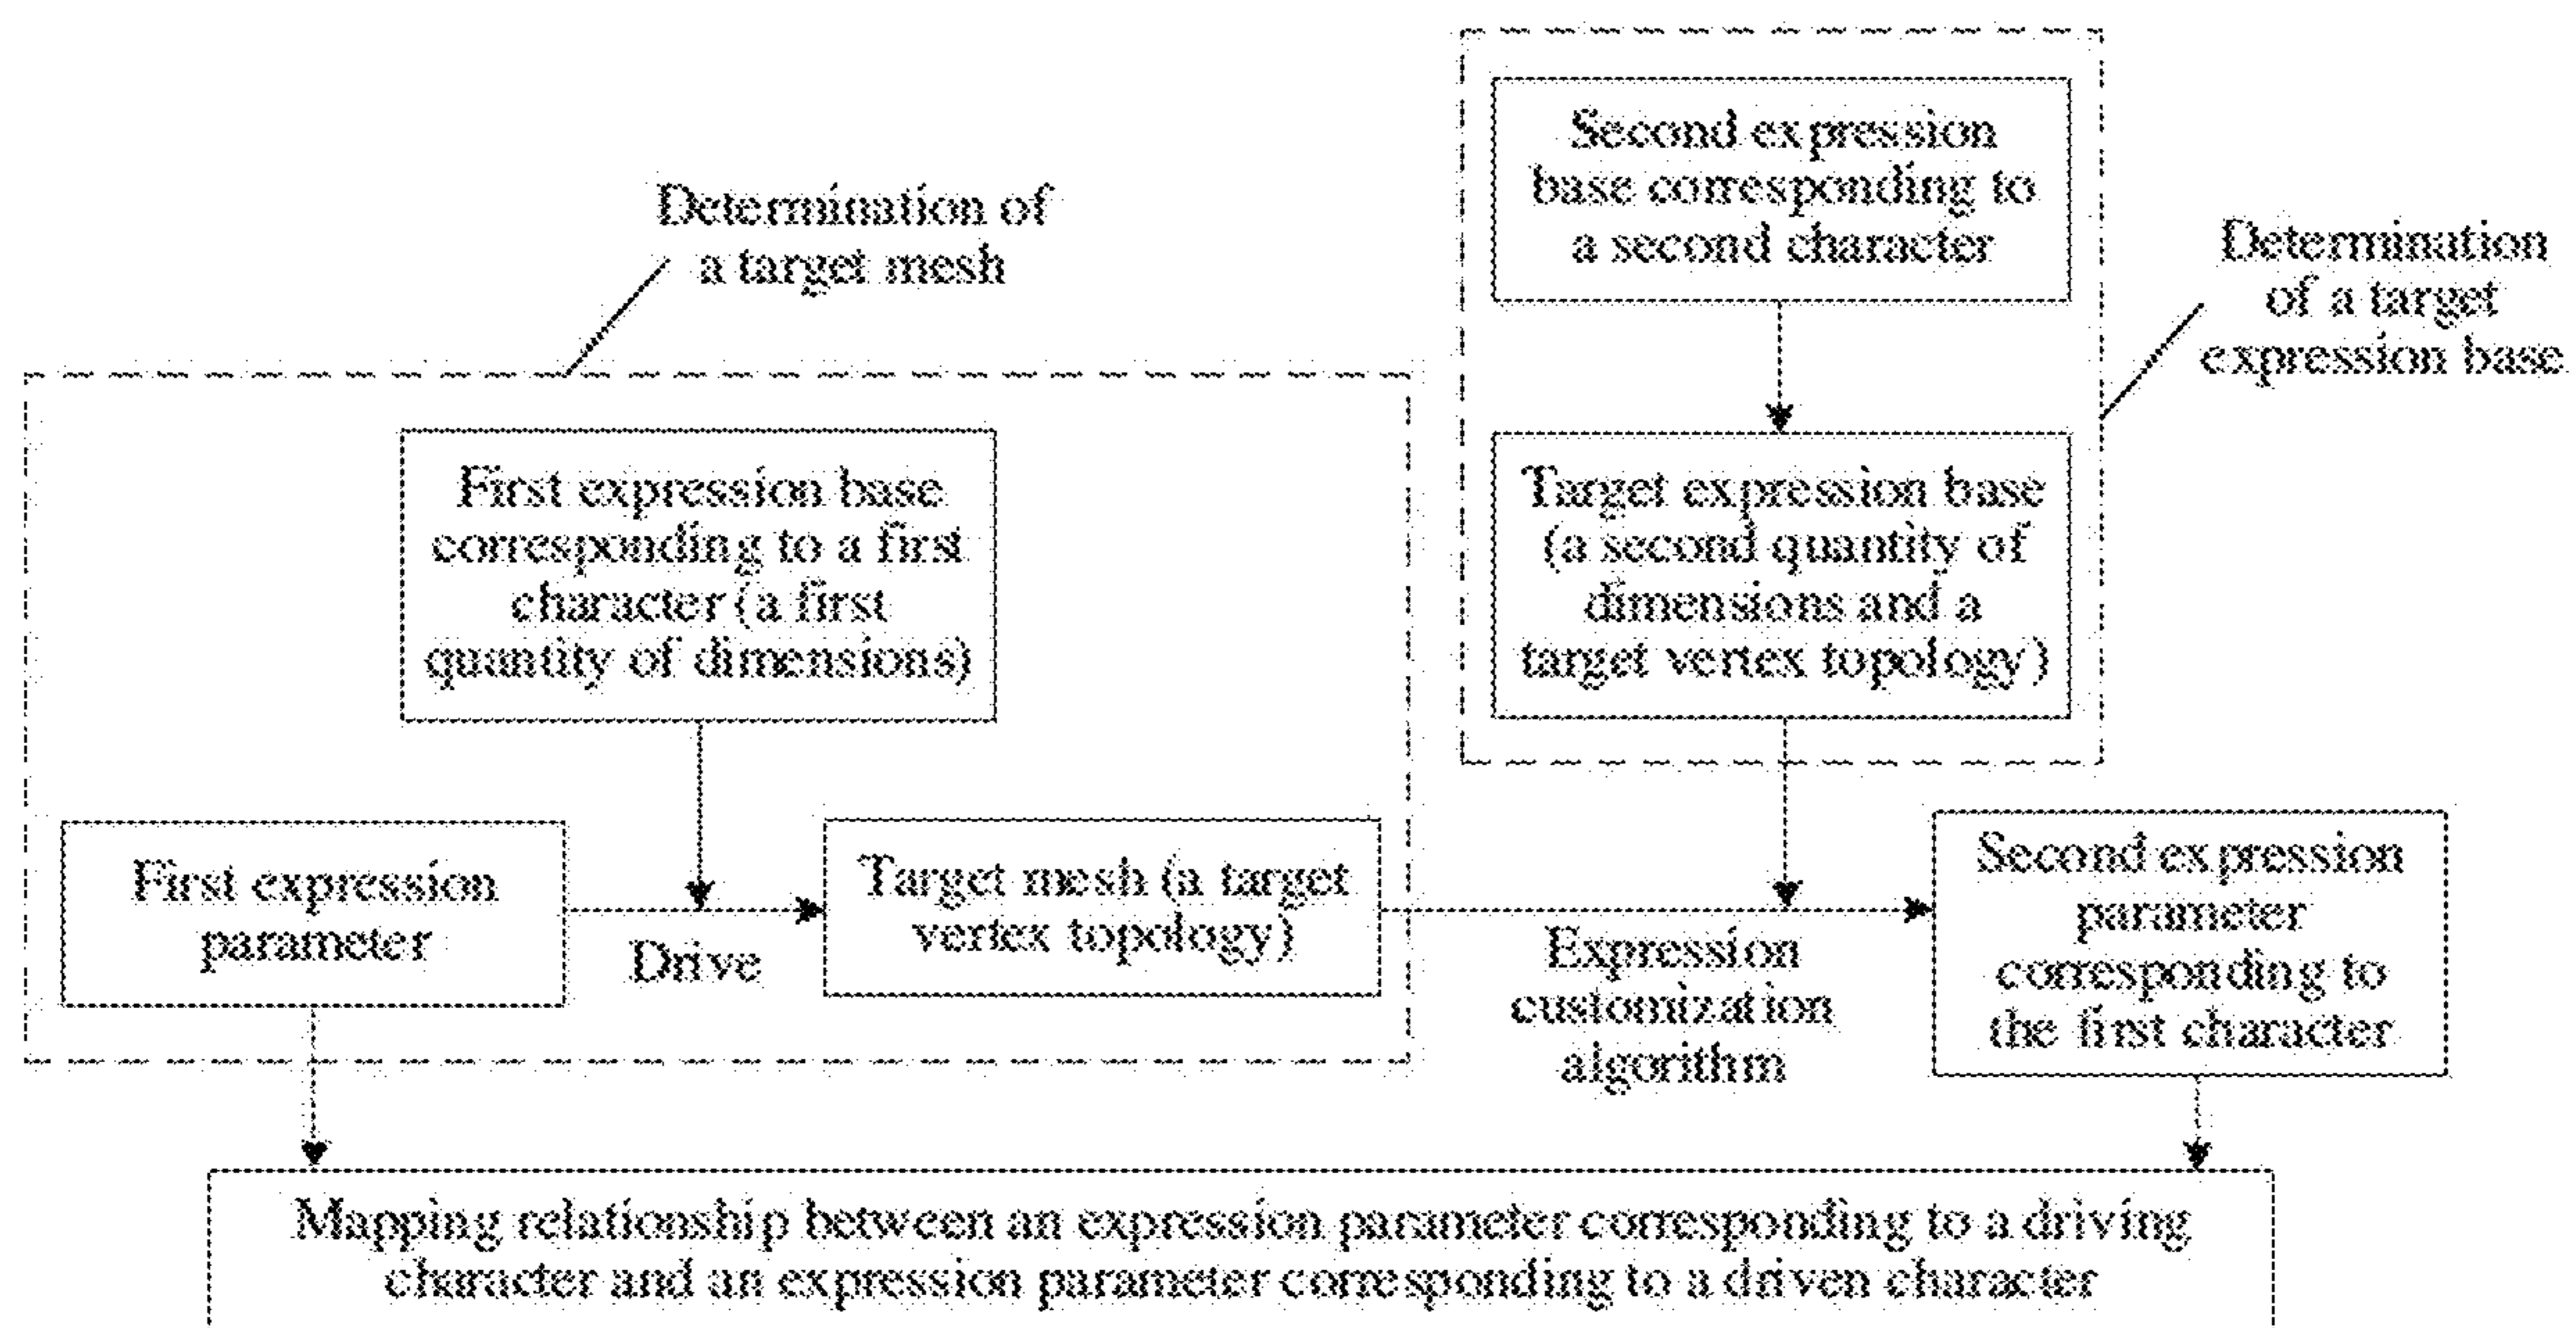 Second expression
base corresponding to
a second character
Determination of
a target mesh
Determination
of a target
expression base
First expression base
corresponding to a first
character (a first
quantity of dimensions)
Target expression base
(a second quantity of
dimensions and a
target vertex topology)
First expression
parameter
Drive
Target mesh (a target
vertex topology)
Expression
customization
algorithm
Second expression
parameter
corresponding to
the first character
Mapping relationship between an expression parameter corresponding to a driving
character and an expression parameter corresponding to a driven character